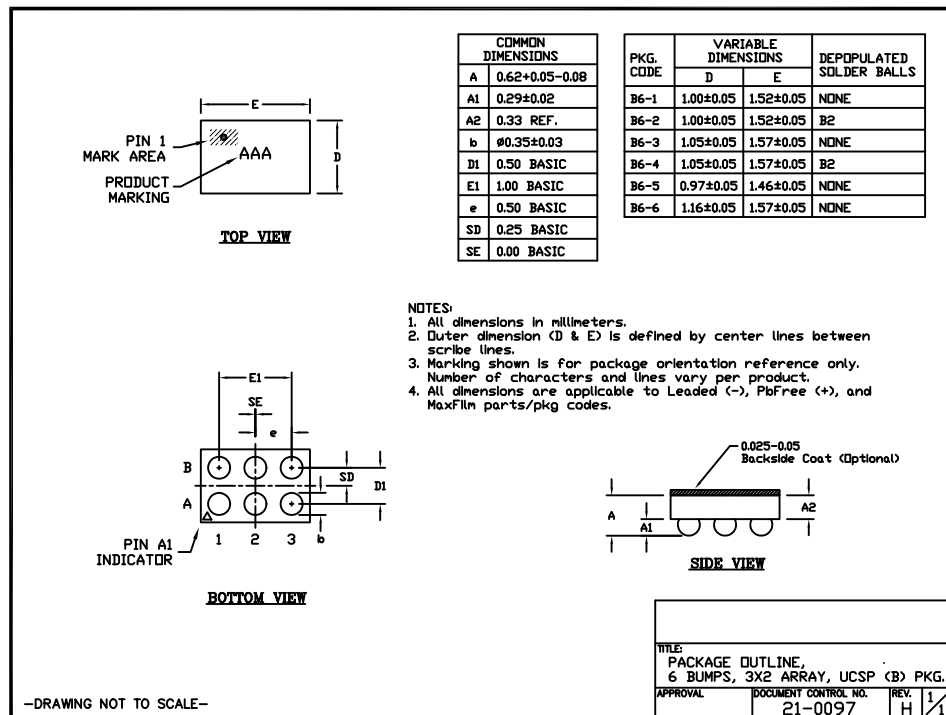 COMMON
DIMENSIONS
A 0.62+0.05-0.08
A1 0.29±0.02
A2 0.33 REF.
b Ø0.35±0.03
D1 0.50 BASIC
E1 1.00 BASIC
e 0.50 BASIC
SD 0.25 BASIC
SE 0.00 BASIC
PKG.
CODE
VARIABLE
DIMENSIONS
D E
DEPOPULATED
SOLDER BALLS
B6-1 1.00±0.05 1.52±0.05 NONE
B6-2 1.00±0.05 1.52±0.05 B2
B6-3 1.05±0.05 1.57±0.05 NONE
B6-4 1.05±0.05 1.57±0.05 B2
B6-5 0.97±0.05 1.46±0.05 NONE
B6-6 1.16±0.05 1.57±0.05 NONE
E
PIN 1
MARK AREA
AAA
D
PRODUCT
MARKING
TOP VIEW
NOTES:
1. All dimensions in millimeters.
2. Outer dimension (D & E) is defined by center lines between
scribe lines.
3. Marking shown is for package orientation reference only.
Number of characters and lines vary per product.
4. All dimensions are applicable to Leaded (-), PbFree (+), and
MaxFilm parts/pkg codes.
E1
SE
e
B
SD
D1
A
1 2 3 b
PIN A1
INDICATOR
BOTTOM VIEW
0.025-0.05
Backside Coat (Optional)
A
A1
A2
SIDE VIEW
TITLE:
PACKAGE OUTLINE,
6 BUMPS, 3X2 ARRAY, UCSP (B) PKG.
APPROVAL DOCUMENT CONTROL NO. REV. 1/1
21-0097 H
-DRAWING NOT TO SCALE-